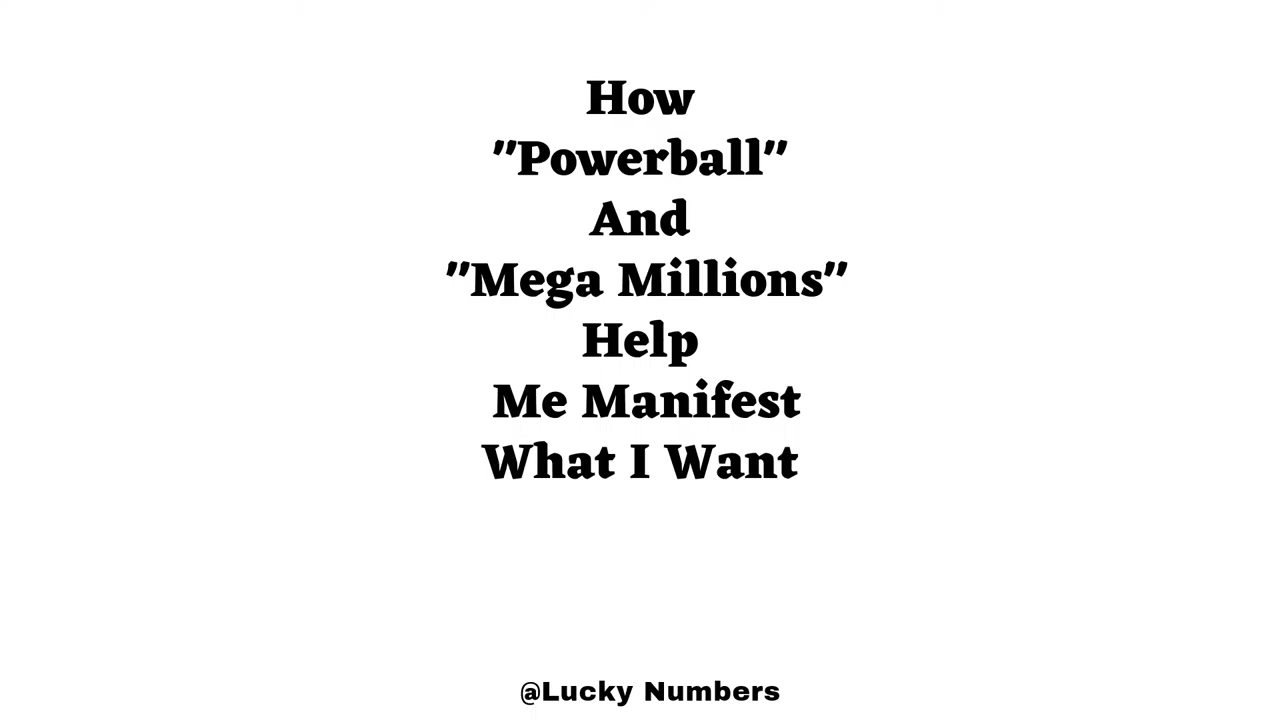 How
"Powerball"
And
"Mega Millions"
Help
Me Manifest
What I Want
@Lucky Numbers